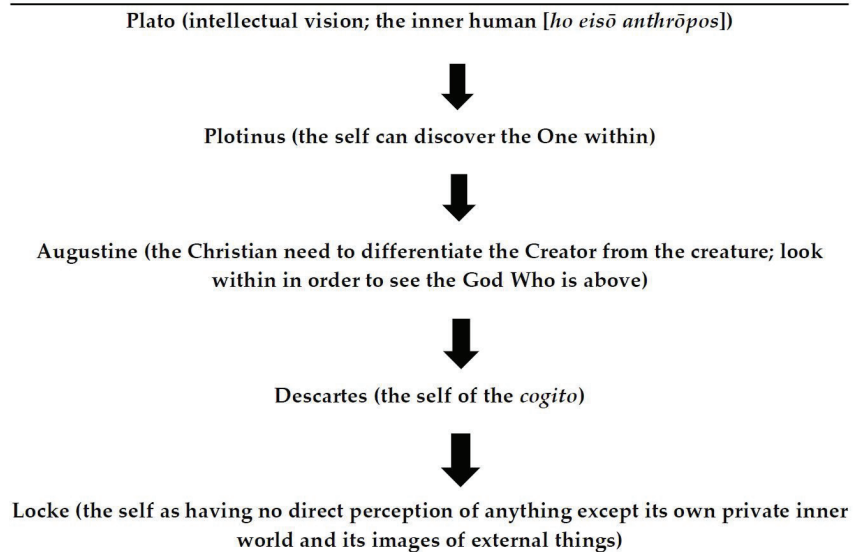 Plato (intellectual vision; the inner human [ho eisō anthrōpos])
Plotinus (the self can discover the One within)
Augustine (the Christian need to differentiate the Creator from the creature; look
within in order to see the God Who is above)
Descartes (the self of the cogito)
Locke (the self as having no direct perception of anything except its own private inner
world and its images of external things)